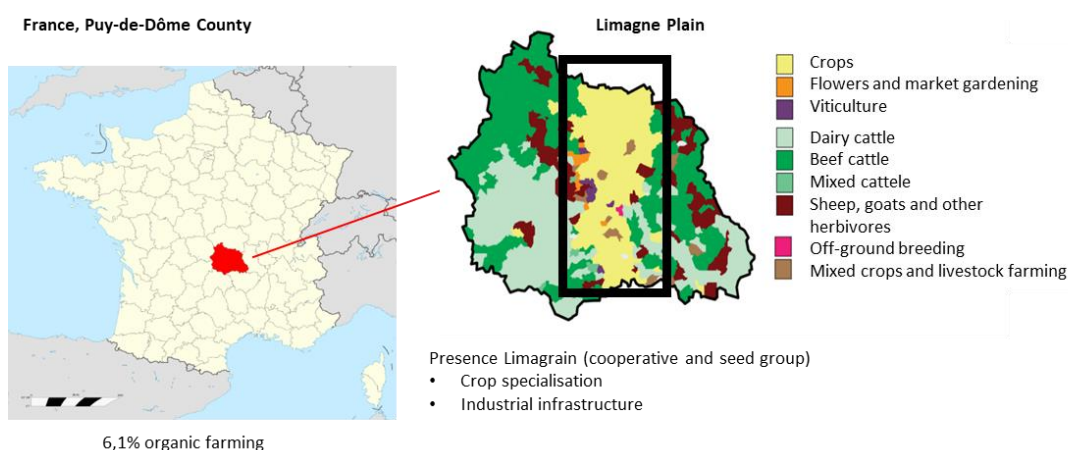 France, Puy-de-Dôme County
Limagne Plain
Crops
Flowers and market gardening
Viticulture
Dairy cattle
Beef cattle
Mixed cattele
Sheep, goats and other
herbivores
Off-ground breeding
Mixed crops and livestock farming
Presence Limagrain (cooperative and seed group)
• Crop specialisation
• Industrial infrastructure
6,1% organic farming